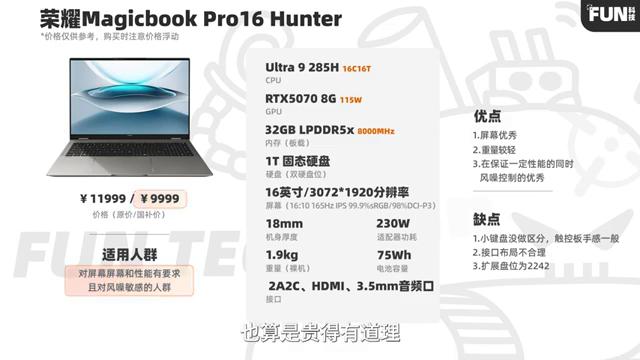 荣耀Magicbook Pro16 Hunter
*价格仅供参考，购买时注意价格浮动
FUN科技
Ultra 9 285H 16C16T
CPU
RTX5070 8G 115W
GPU
32GB LPDDR5x 8000MHz
内存（板载）
1T 固态硬盘
硬盘（双硬盘位）
16英寸/3072*1920分辨率
屏幕（16:10 165Hz IPS 99.9%sRGB/98%DCI-P3）
18mm 230W
机身厚度 适配器功耗
1.9kg 75Wh
重量（裸机） 电池容量
2A2C、HDMI、3.5mm音频口
接口
¥11999 / ¥9999
价格（原价/国补价）
适用人群
对屏幕屏幕和性能有要求
且对风噪敏感的人群
优点
1.屏幕优秀
2.重量较轻
3.在保证一定性能的同时
风噪控制的优秀
缺点
1.小键盘没做区分，触控板手感一般
2.接口布局不合理
3.扩展盘位为2242
FUN TEC
也算是贵得有道理